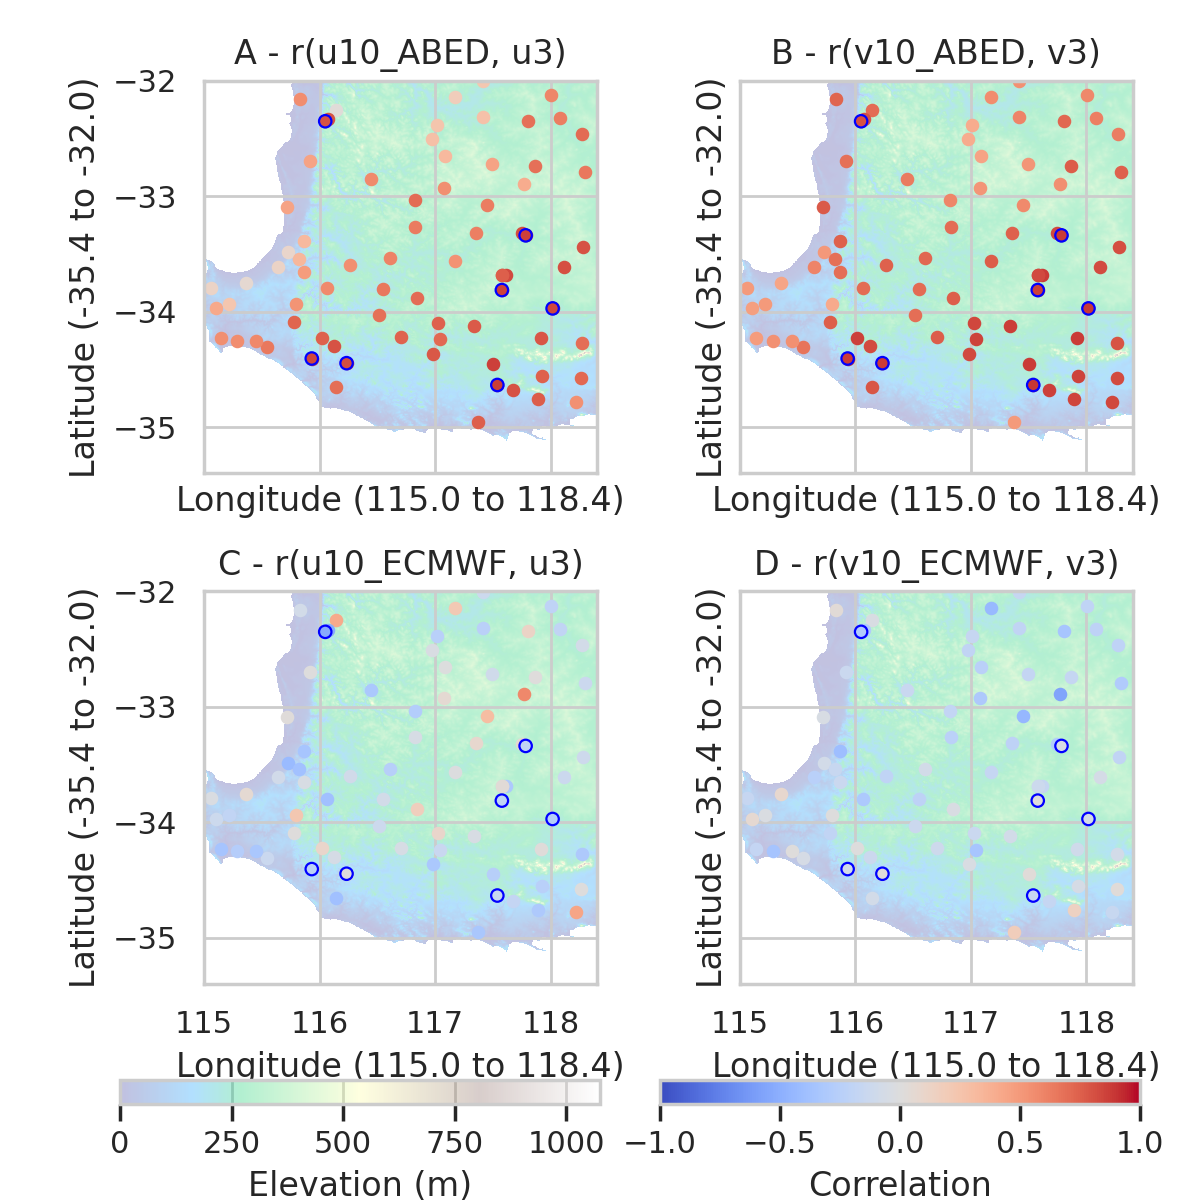 A - r(u10_ABED, u3)
B - r(v10_ABED, v3)
−32
−33
−34
−35
Latitude (-35.4 to -32.0)
Latitude (-35.4 to -32.0)
Longitude (115.0 to 118.4)
Longitude (115.0 to 118.4)
C - r(u10_ECMWF, u3)
D - r(v10_ECMWF, v3)
−32
−33
−34
−35
Latitude (-35.4 to -32.0)
Latitude (-35.4 to -32.0)
115 116 117 118
115 116 117 118
Longitude (115.0 to 118.4)
Longitude (115.0 to 118.4)
0 250 500 750 1000
−1.0 −0.5 0.0 0.5 1.0
Elevation (m)
Correlation